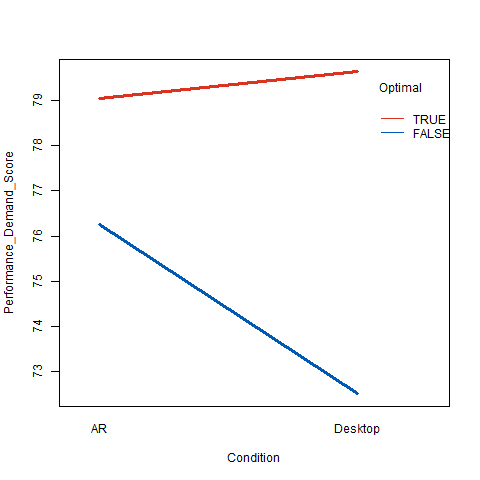 Optimal
TRUE
FALSE
79
78
77
76
75
74
73
Performance_Demand_Score
AR Desktop
Condition